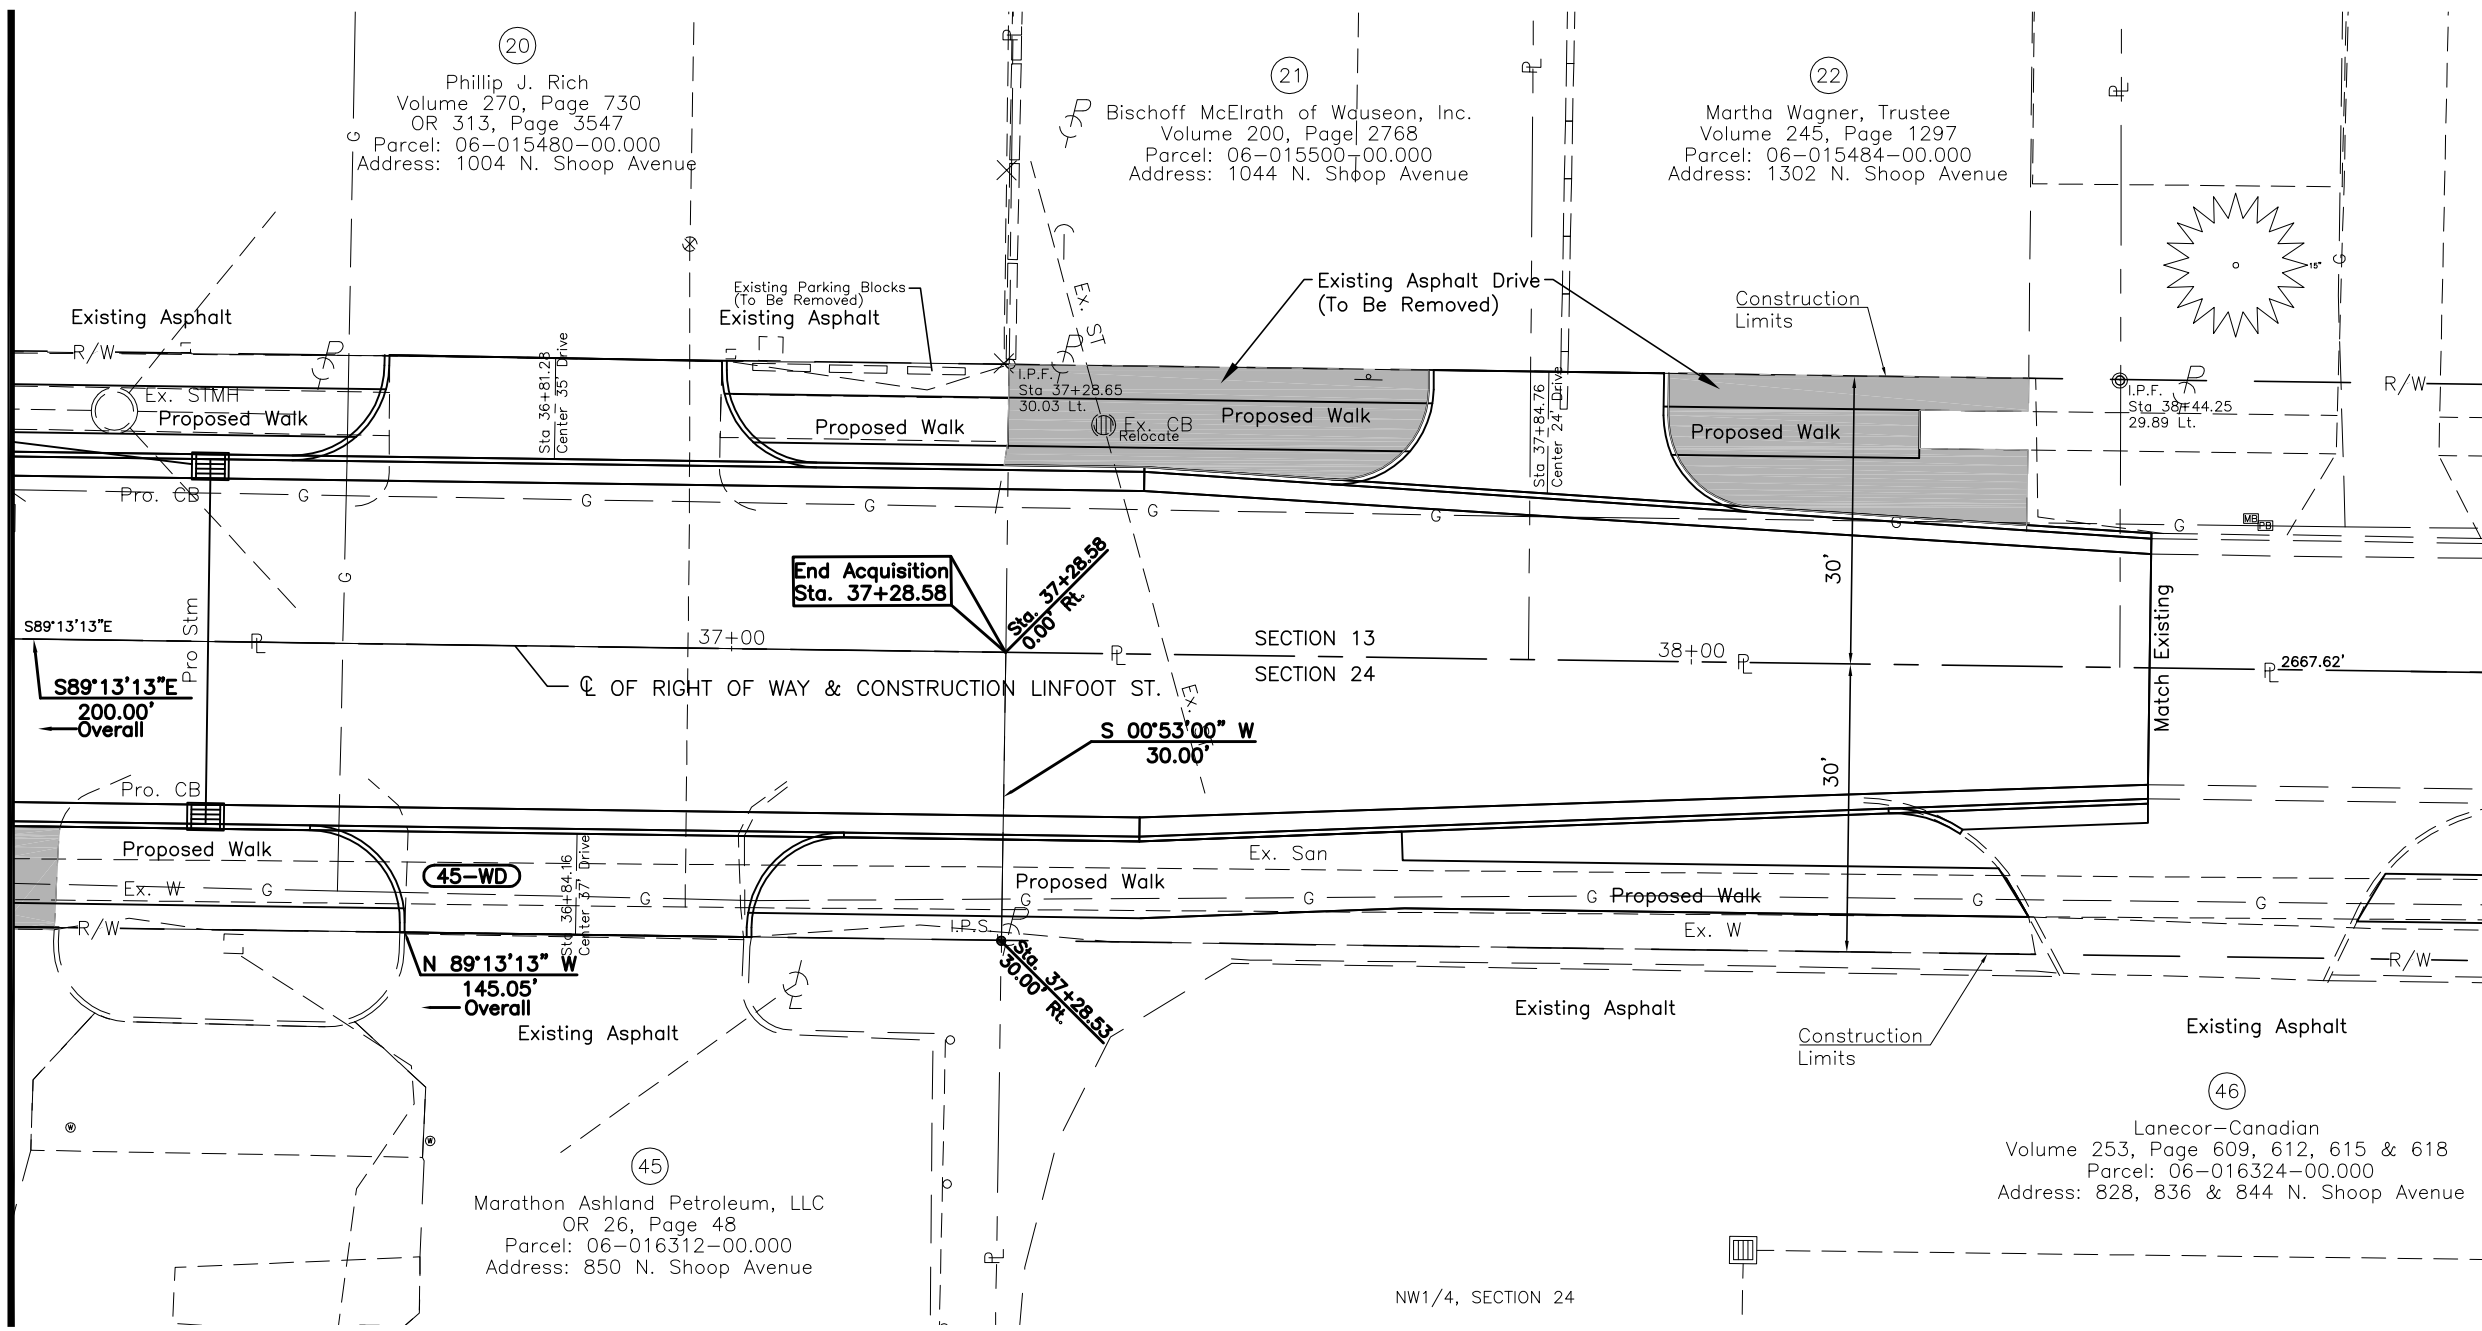 20
Phillip J. Rich
Volume 270, Page 730
OR 313, Page 3547
Parcel: 06-015480-00.000
Address: 1004 N. Shoop Avenue
21
Bischoff McElrath of Wauseon, Inc.
Volume 200, Page 2768
Parcel: 06-015500-00.000
Address: 1044 N. Shoop Avenue
22
Martha Wagner, Trustee
Volume 245, Page 1297
Parcel: 06-015484-00.000
Address: 1302 N. Shoop Avenue
15"
Existing Asphalt
Existing Parking Blocks
(To Be Removed)
Existing Asphalt
Ex. ST
Existing Asphalt Drive
(To Be Removed)
Construction
Limits
R/W
Ex. STMH
Proposed Walk
Sta 36+81.28
Center 35' Drive
Proposed Walk
I.P.F.
Sta 37+28.65
30.03 Lt.
Ex. CB
Relocate
Proposed Walk
Sta 37+84.76
Center 24' Drive
Proposed Walk
I.P.F.
Sta 38+44.25
29.89 Lt.
R/W
Pro. CB
G
G
G
G
G
G
G
MB
PB
End Acquisition
Sta. 37+28.58
Sta. 37+28.58
0.00' Rt.
30'
Match Existing
Pro Stm
S89°13'13"E
37+00
SECTION 13
SECTION 24
38+00
2667.62'
S89°13'13"E
200.00'
Overall
℄ OF RIGHT OF WAY & CONSTRUCTION LINFOOT ST.
Ex.
S 00°53'00" W
30.00'
30'
Pro. CB
Proposed Walk
Ex. W
G
45-WD
Sta 36+84.16
Center 37' Drive
G
Ex. San
Proposed Walk
G
G
G
Proposed Walk
G
G
Ex. W
R/W
I.P.S.
R/W
N 89°13'13" W
145.05'
Overall
Sta. 37+28.53
30.00' Rt.
Existing Asphalt
Existing Asphalt
Construction
Limits
Existing Asphalt
W
W
45
Marathon Ashland Petroleum, LLC
OR 26, Page 48
Parcel: 06-016312-00.000
Address: 850 N. Shoop Avenue
46
Lanecor-Canadian
Volume 253, Page 609, 612, 615 & 618
Parcel: 06-016324-00.000
Address: 828, 836 & 844 N. Shoop Avenue
NW1/4, SECTION 24